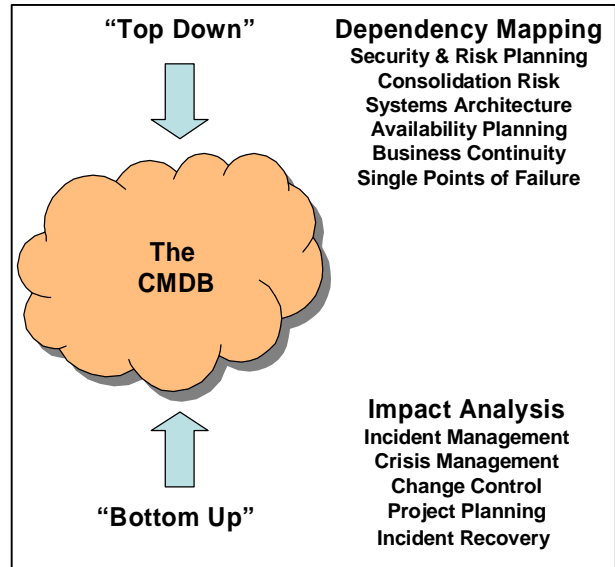 “Top Down”
Dependency Mapping
Security & Risk Planning
Consolidation Risk
Systems Architecture
Availability Planning
Business Continuity
Single Points of Failure
The
CMDB
Impact Analysis
Incident Management
Crisis Management
Change Control
Project Planning
Incident Recovery
“Bottom Up”